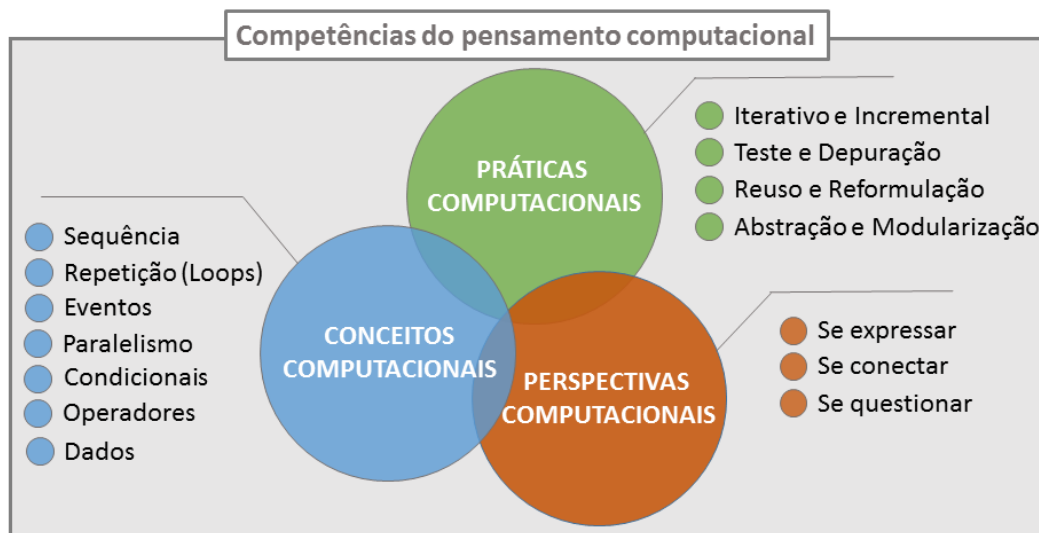 Competências do pensamento computacional
PRÁTICAS
COMPUTACIONAIS
Iterativo e Incremental
Teste e Depuração
Reuso e Reformulação
Abstração e Modularização
CONCEITOS
COMPUTACIONAIS
Sequência
Repetição (Loops)
Eventos
Paralelismo
Condicionais
Operadores
Dados
PERSPECTIVAS
COMPUTACIONAIS
Se expressar
Se conectar
Se questionar